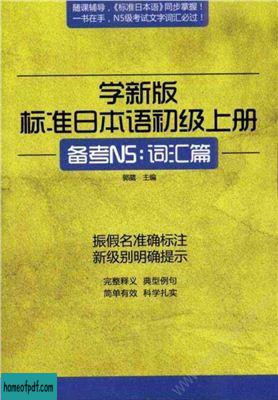 随课辅导，《标准日本语》同步掌握！
一书在手，N5级考试文字词汇必过！
学新版
标准日本语初级上册
备考N5：词汇篇
主编
振假名准确标注
新级别明确提示
完整释义 典型例句
简单有效 科学扎实
homeofpdf.com